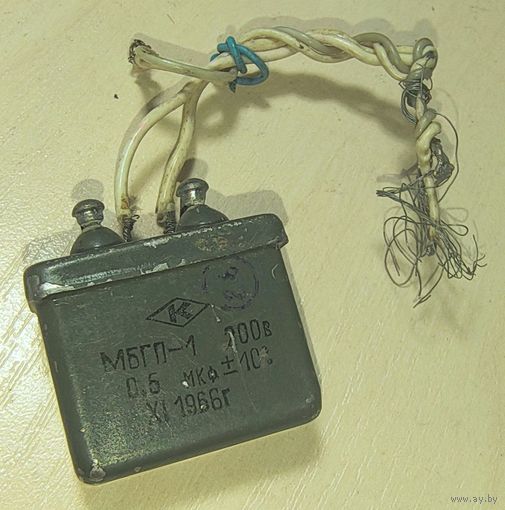 К
МБГП-1 200в
0,5 мкф ±10%
XI 1966г
www.ay.by